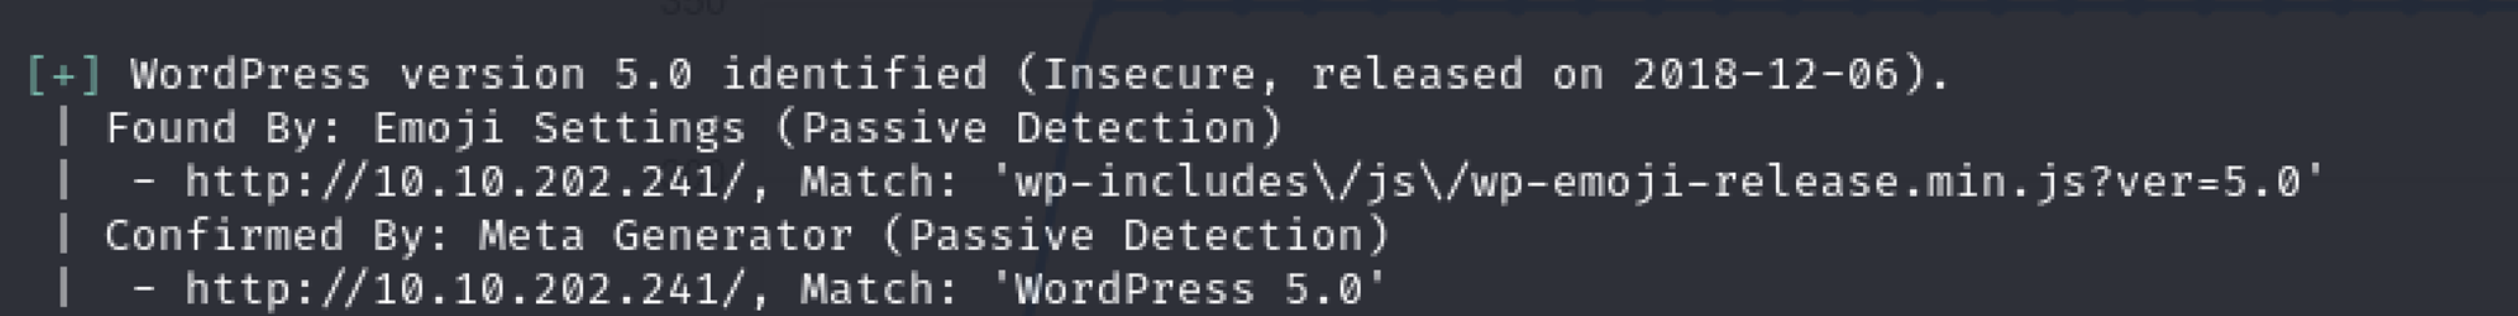 [+] WordPress version 5.0 identified (Insecure, released on 2018-12-06).
| Found By: Emoji Settings (Passive Detection)
|  - http://10.10.202.241/, Match: 'wp-includes\/js\/wp-emoji-release.min.js?ver=5.0'
| Confirmed By: Meta Generator (Passive Detection)
|  - http://10.10.202.241/, Match: 'WordPress 5.0'